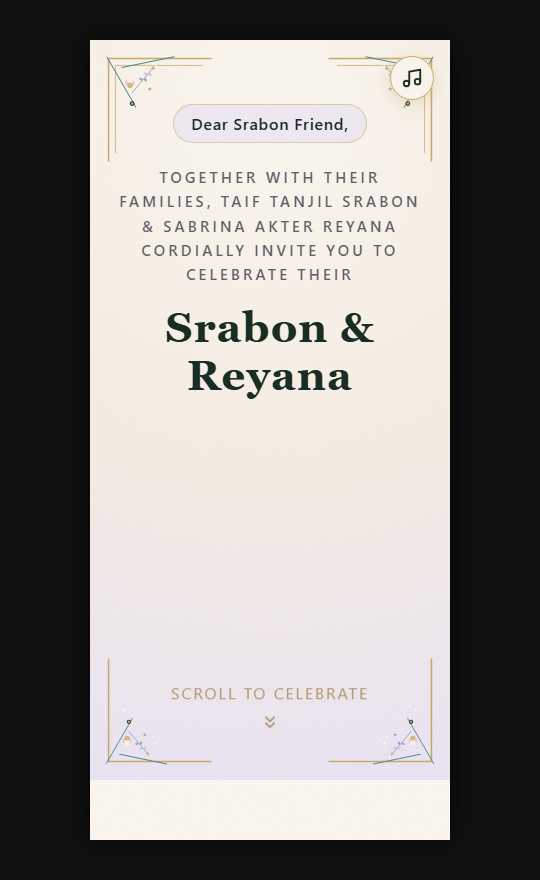 Dear Srabon Friend,
TOGETHER WITH THEIR
FAMILIES, TAIF TANJIL SRABON
& SABRINA AKTER REYANA
CORDIALLY INVITE YOU TO
CELEBRATE THEIR
Srabon &
Reyana
SCROLL TO CELEBRATE